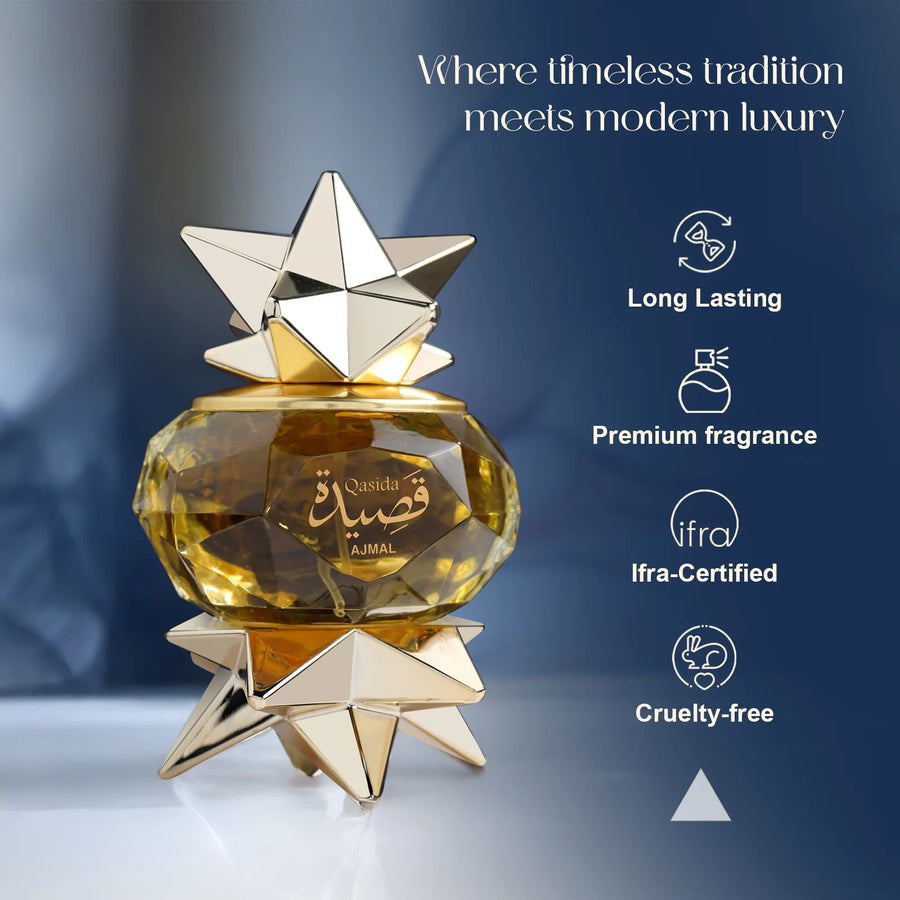 Where timeless tradition
meets modern luxury
Long Lasting
Premium fragrance
ifra
Ifra-Certified
Cruelty-free
Qasida
قصيدة
AJMAL